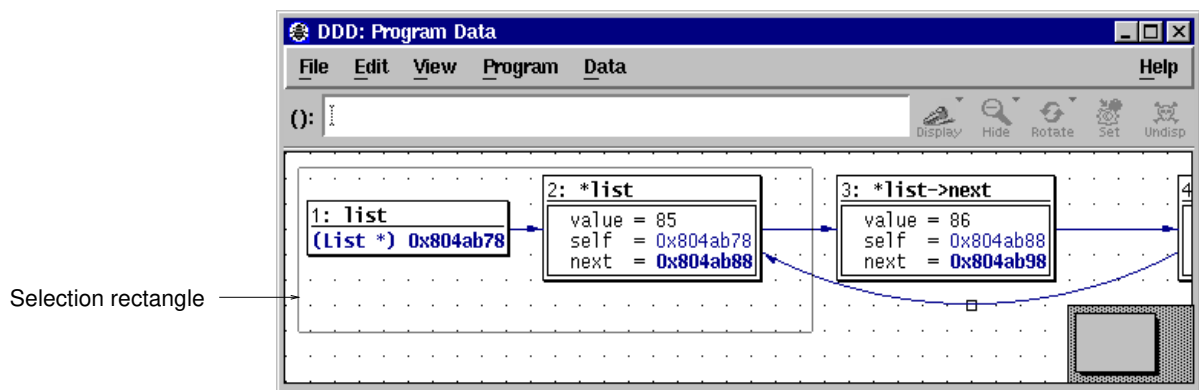 DDD: Program Data
File Edit View Program Data Help
():
Display Hide Rotate Set Undisp
1: list
(List *) 0x804ab78
2: *list
value = 85
self = 0x804ab78
next = 0x804ab88
3: *list->next
value = 86
self = 0x804ab88
next = 0x804ab98
4
Selection rectangle